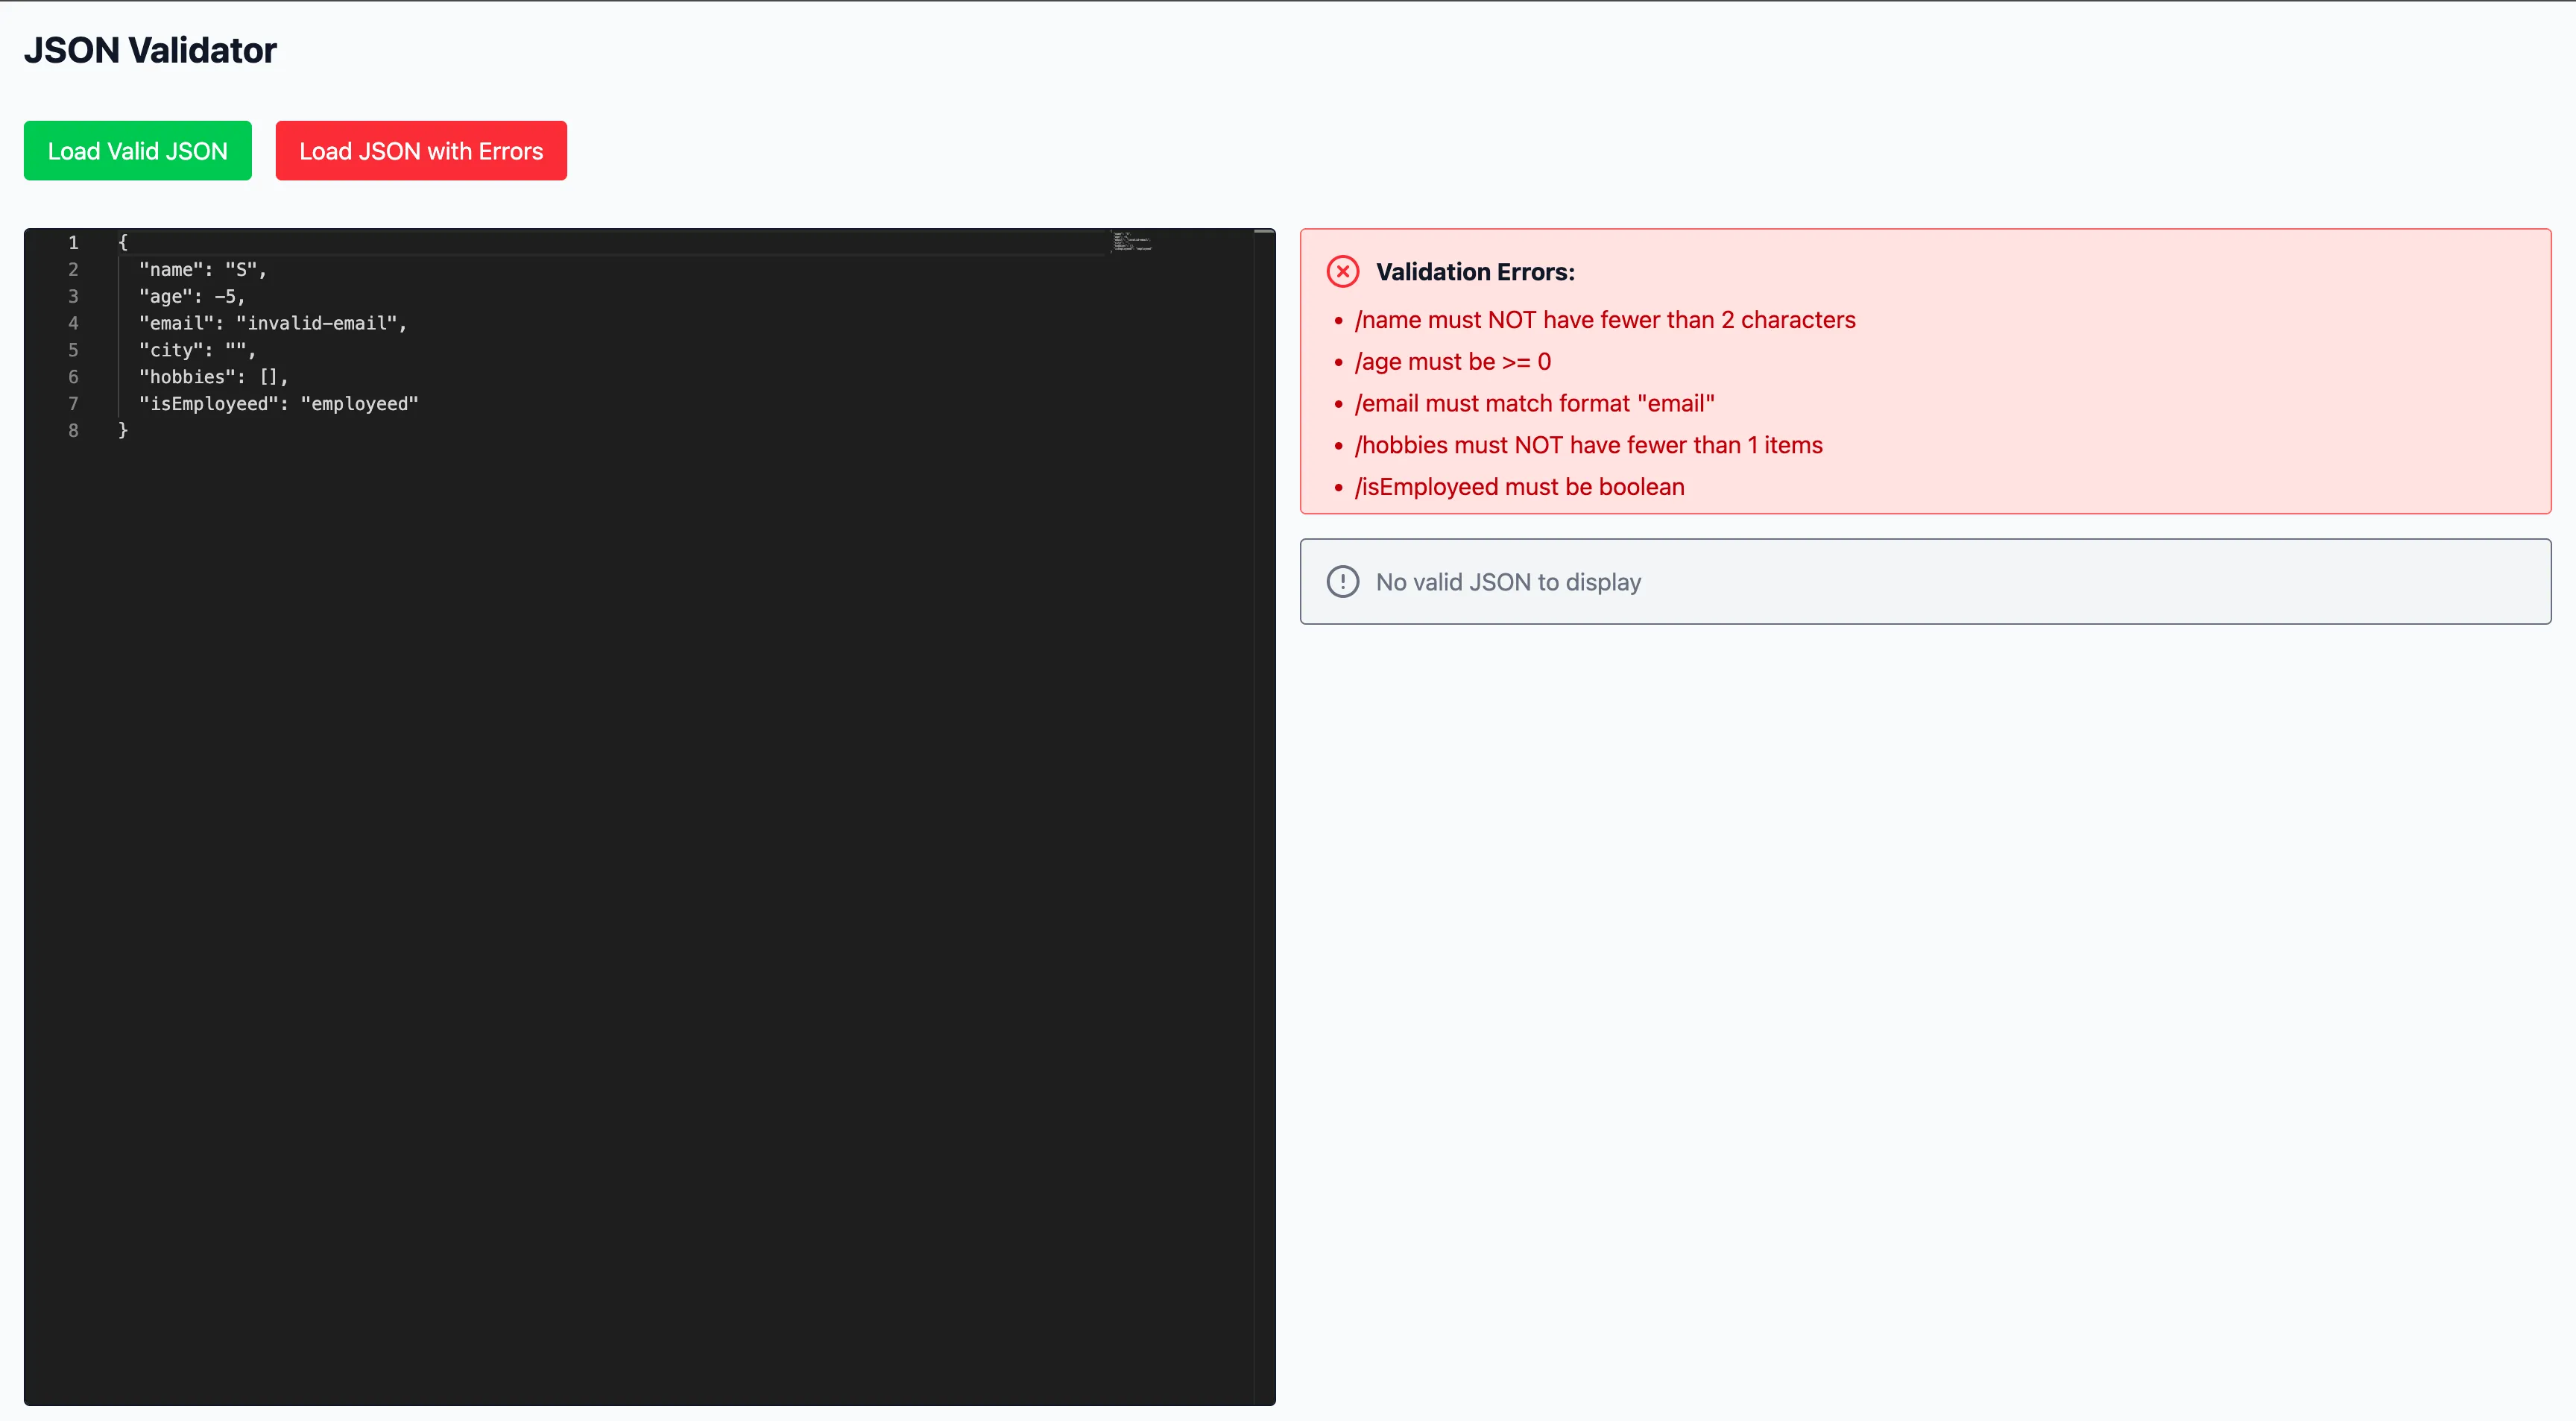 JSON Validator
Load Valid JSON
Load JSON with Errors
1 {
2 "name": "S",
3 "age": -5,
4 "email": "invalid-email",
5 "city": "",
6 "hobbies": [],
7 "isEmployeed": "employeed"
8 }
Validation Errors:
• /name must NOT have fewer than 2 characters
• /age must be >= 0
• /email must match format "email"
• /hobbies must NOT have fewer than 1 items
• /isEmployeed must be boolean
No valid JSON to display